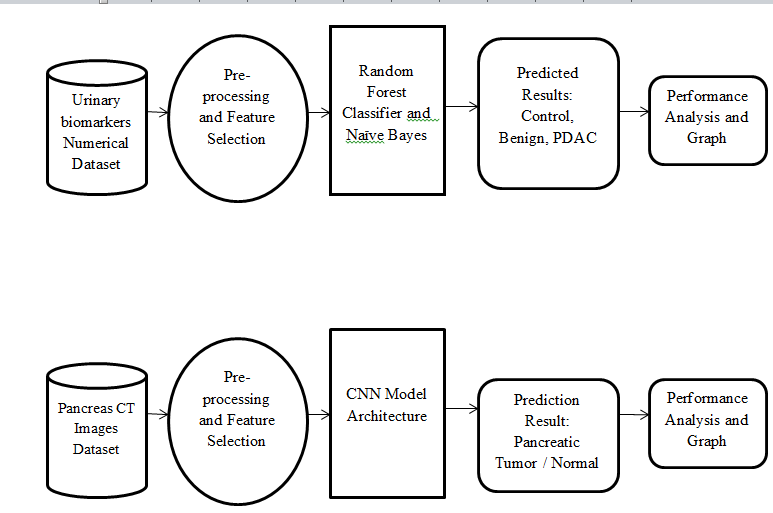 Urinary
biomarkers
Numerical
Dataset
Pre-
processing
and Feature
Selection
Random
Forest
Classifier and
Naïve Bayes
Predicted
Results:
Control,
Benign, PDAC
Performance
Analysis and
Graph
Pancreas CT
Images
Dataset
Pre-
processing
and Feature
Selection
CNN Model
Architecture
Prediction
Result:
Pancreatic
Tumor / Normal
Performance
Analysis and
Graph